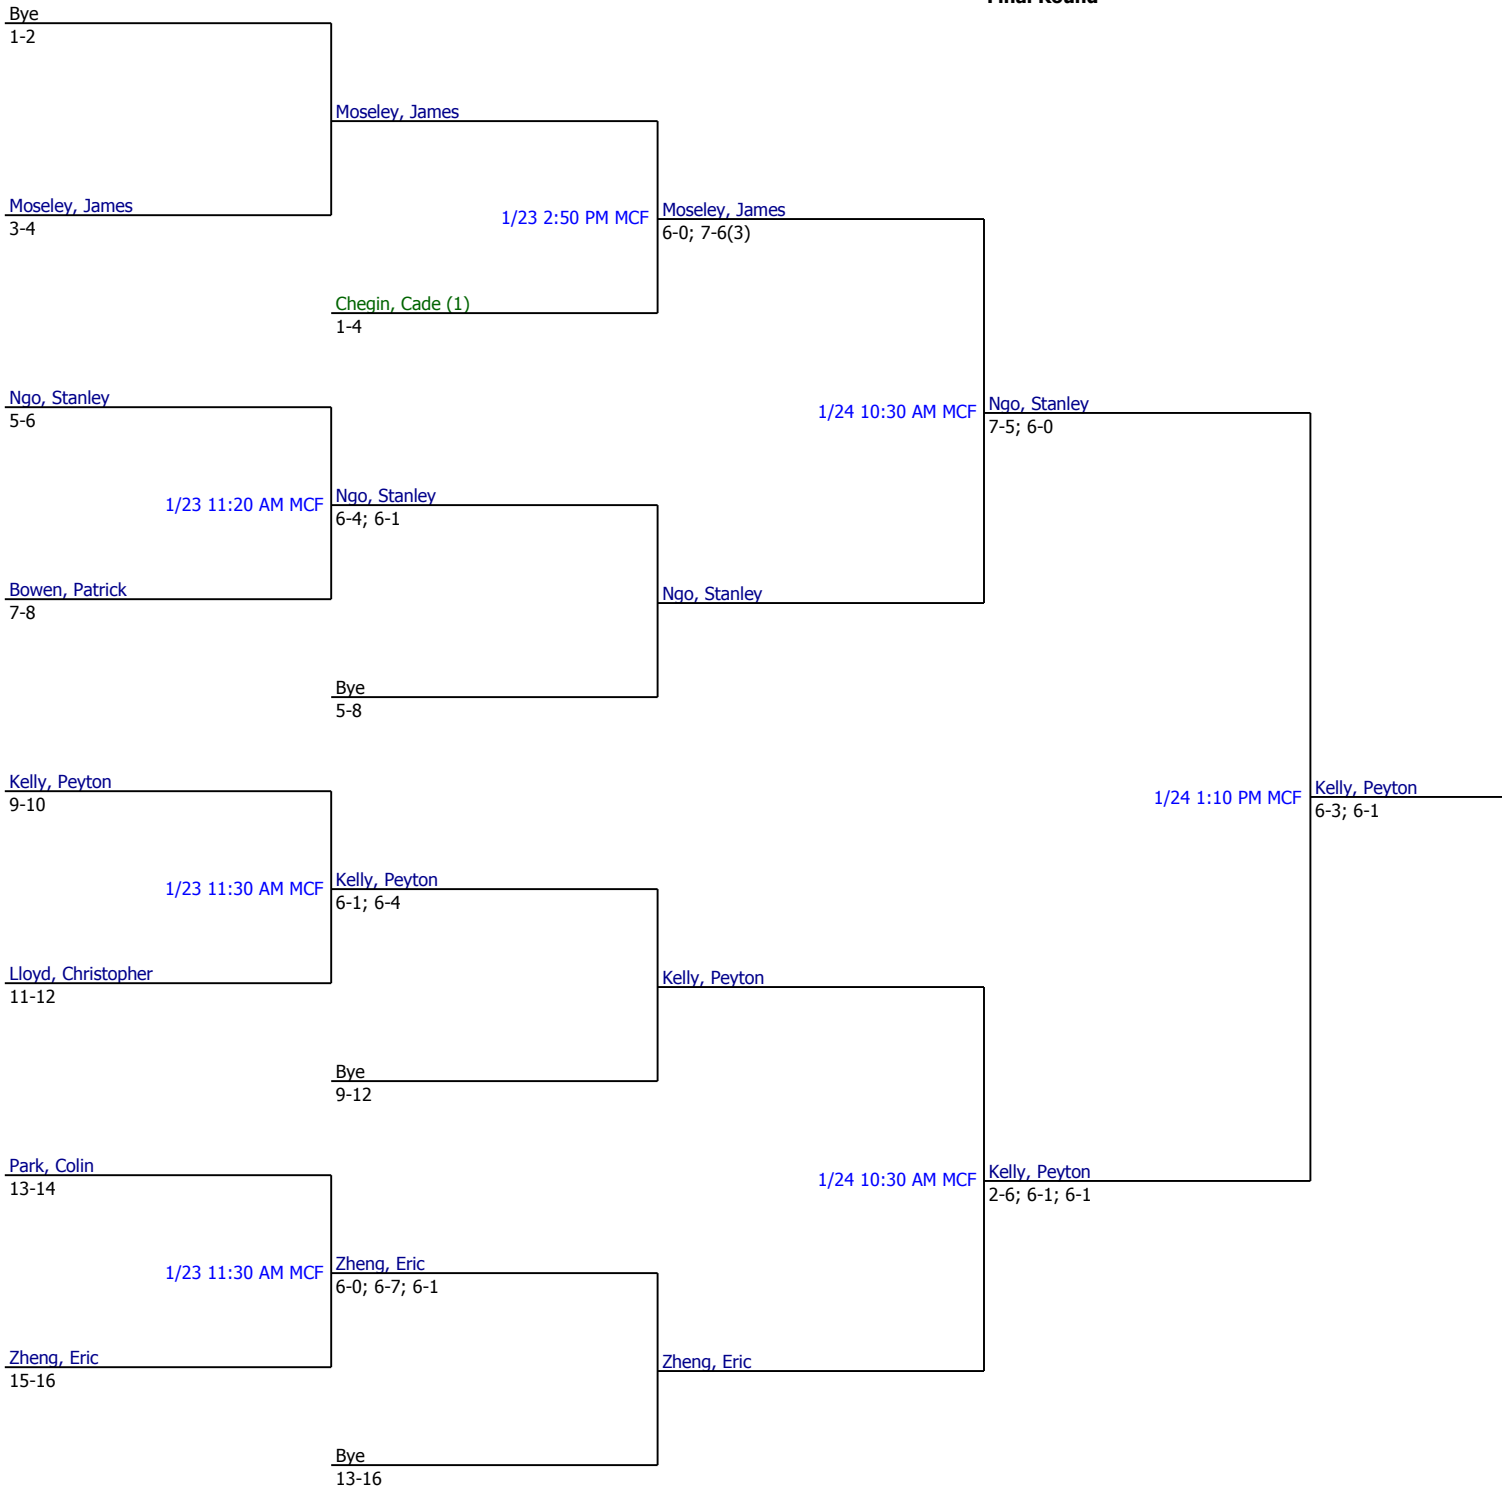 Final Round
Bye
1-2
Moseley, James
Moseley, James
3-4
1/23 2:50 PM MCF
Moseley, James
6-0; 7-6(3)
Chegin, Cade (1)
1-4
Ngo, Stanley
5-6
1/24 10:30 AM MCF
Ngo, Stanley
7-5; 6-0
1/23 11:20 AM MCF
Ngo, Stanley
6-4; 6-1
Bowen, Patrick
7-8
Ngo, Stanley
Bye
5-8
Kelly, Peyton
9-10
1/24 1:10 PM MCF
Kelly, Peyton
6-3; 6-1
1/23 11:30 AM MCF
Kelly, Peyton
6-1; 6-4
Lloyd, Christopher
11-12
Kelly, Peyton
Bye
9-12
Park, Colin
13-14
1/24 10:30 AM MCF
Kelly, Peyton
2-6; 6-1; 6-1
1/23 11:30 AM MCF
Zheng, Eric
6-0; 6-7; 6-1
Zheng, Eric
15-16
Zheng, Eric
Bye
13-16